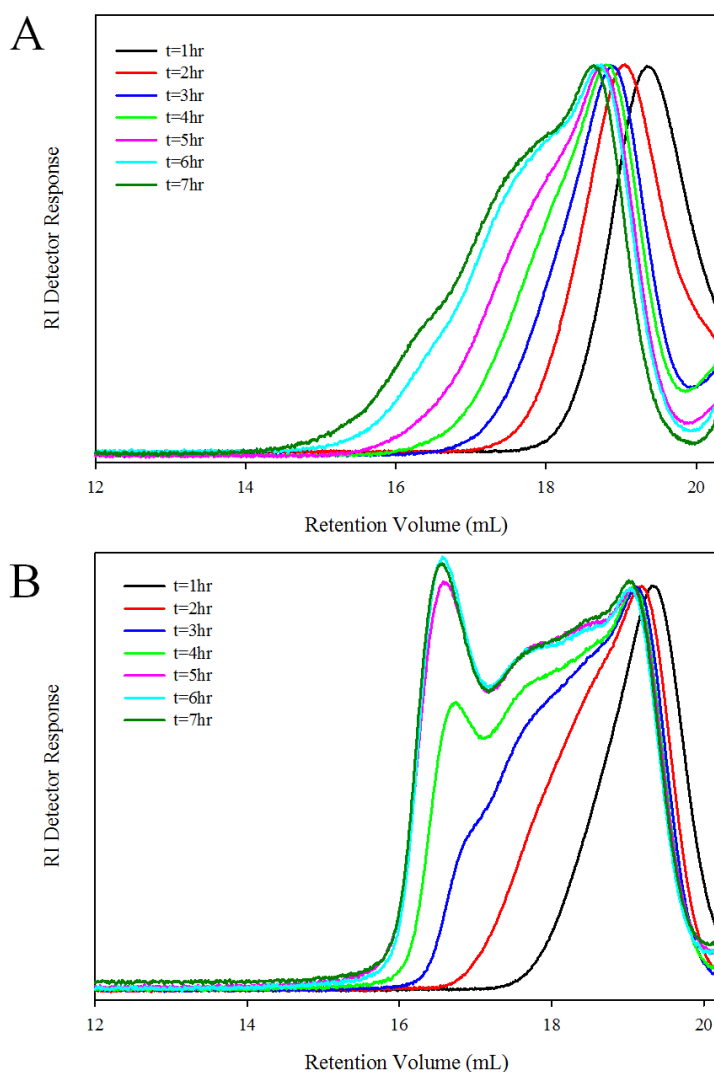 A
t=1hr
t=2hr
t=3hr
t=4hr
t=5hr
t=6hr
t=7hr
RI Detector Response
12 14 16 18 20
Retention Volume (mL)
B
t=1hr
t=2hr
t=3hr
t=4hr
t=5hr
t=6hr
t=7hr
RI Detector Response
12 14 16 18 20
Retention Volume (mL)